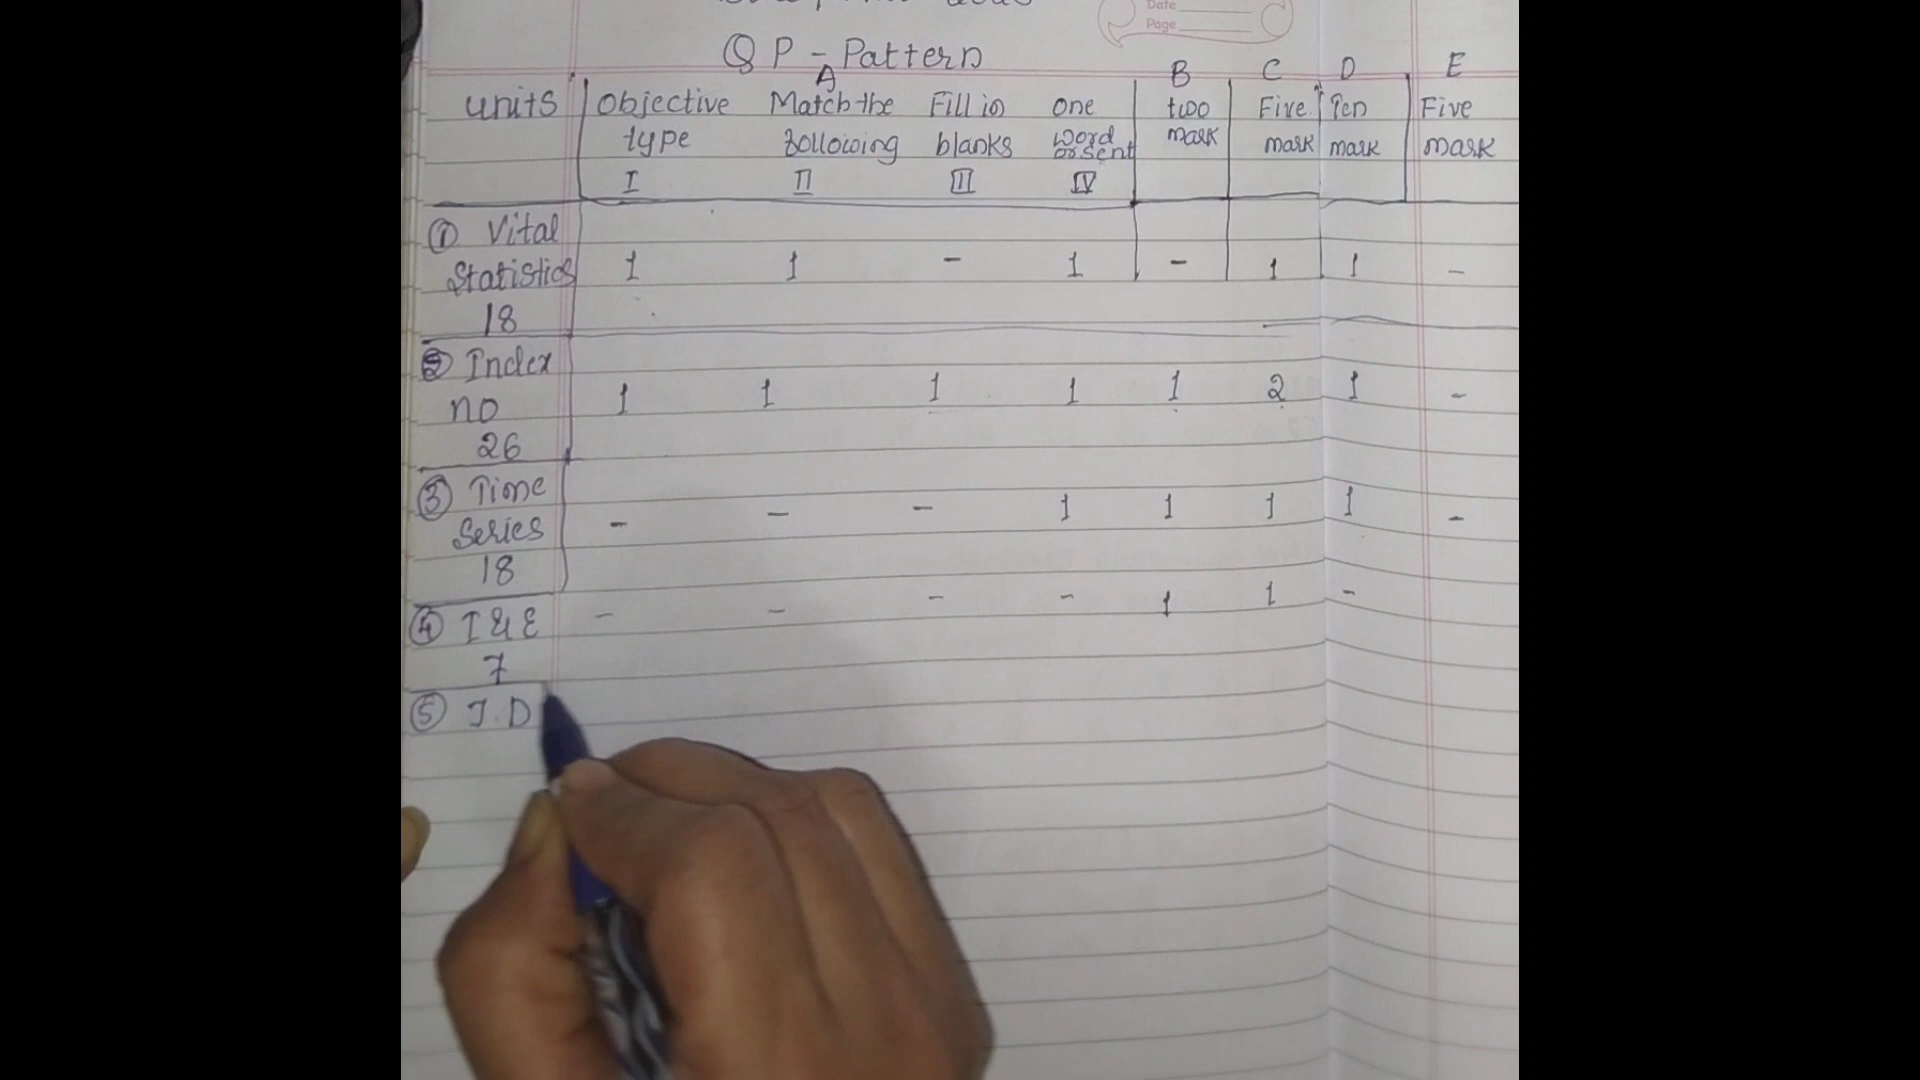 Date
Page
QP - Pattern
A B C D E
units Objective Match the Fill in one two Five Ten Five
type following blanks word or sent mark mark mark mark
I II III IV
① Vital
Statistics 1 1 - 1 - 1 1 -
18
② Index
no 1 1 1 1 1 2 1 -
26
③ Time
Series - - - 1 1 1 1 -
18
④ I & E - - - - 1 1 -
7
⑤ T.D